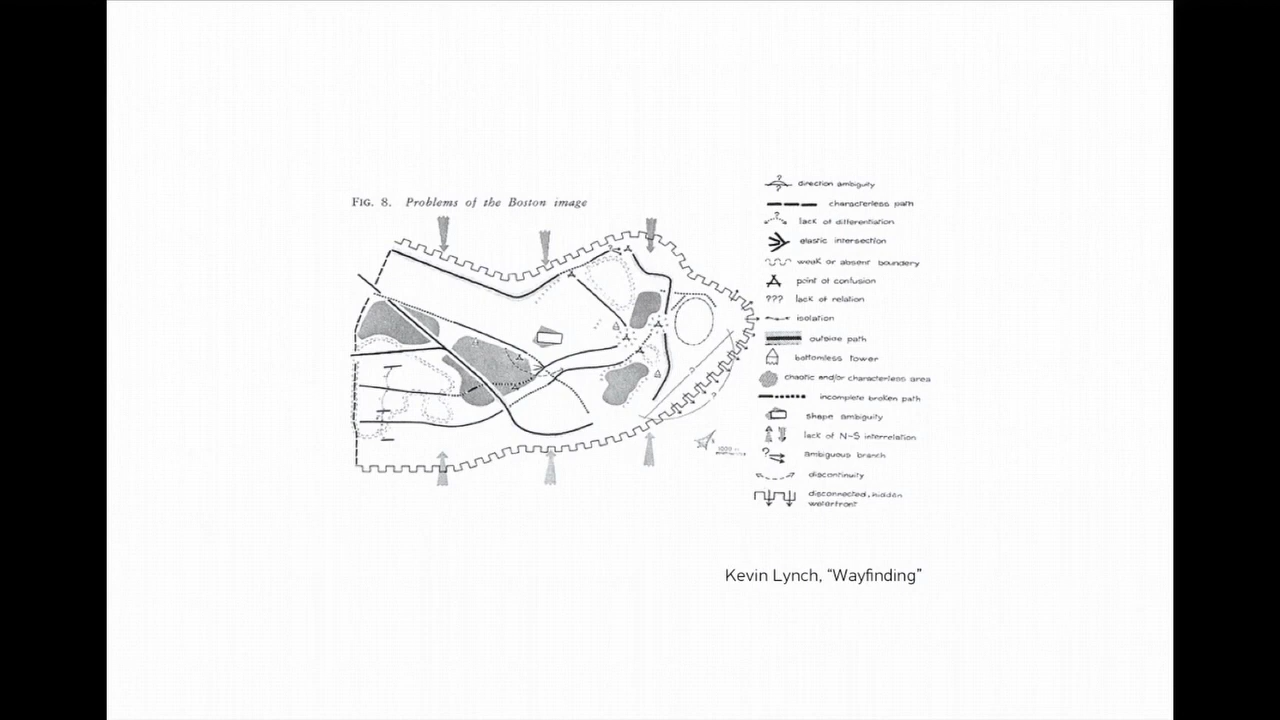 FIG. 8. Problems of the Boston image
? direction ambiguity
characterless path
? lack of differentiation
elastic intersection
weak or absent boundary
point of confusion
??? lack of relation
isolation
outside path
bottomless tower
chaotic and/or characterless area
incomplete broken path
shape ambiguity
lack of N-S interrelation
? ambiguous branch
discontinuity
disconnected, hidden
waterfront
Kevin Lynch, “Wayfinding”